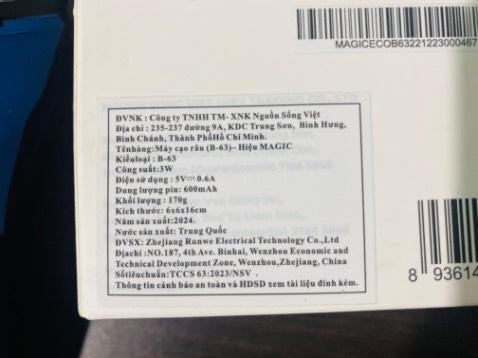 MAGICECOB63221223000467
ĐVNK : Công ty TNHH TM- XNK Nguồn Sống Việt
Địa chỉ : 235-237 đường 9A, KDC Trung Sơn, Bình Hưng,
Bình Chánh, Thành PhốHồ Chí Minh.
Tênhàng:Máy cạo râu (B-63)– Hiệu MAGIC
Kiểuloại : B-63
Công suất:3W
Điện sử dụng : 5V⎓0.6A
Dung lượng pin: 600mAh
Khối lượng : 170g
Kích thước: 6x6x16cm
Năm sản xuất:2024.
Nước sản xuất: Trung Quốc
ĐVSX: Zhejiang Runwe Electrical Technology Co.,Ltd
Địachỉ :NO.187, 4th Ave. Binhai, Wenzhou Economic and
Technical Development Zone, Wenzhou,Zhejiang, China
Sốtiêuchuẩn:TCCS 63:2023/NSV .
Thông tin cảnh báo an toàn và HDSD xem tài liệu đính kèm.
8 93614